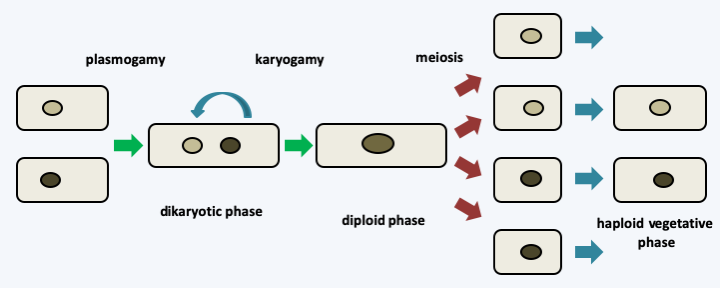 plasmogamy
karyogamy
meiosis
dikaryotic phase
diploid phase
haploid vegetative
phase